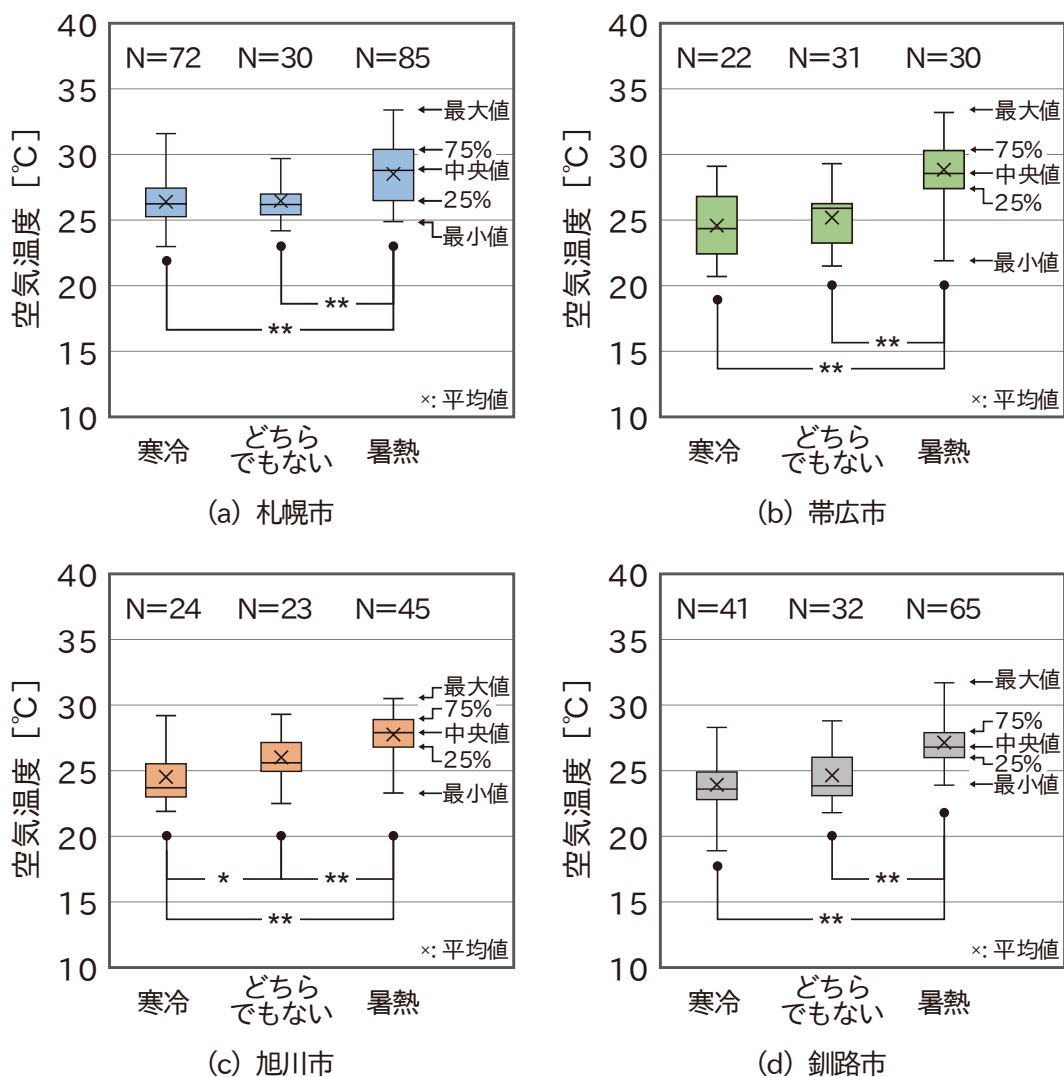 40
35
30
25
20
15
10
空気温度 [℃]
N=72 N=30 N=85
最大値
75%
中央値
25%
最小値
**
**
×: 平均値
寒冷 どちらでもない 暑熱
(a) 札幌市
40
35
30
25
20
15
10
空気温度 [℃]
N=22 N=31 N=30
最大値
75%
中央値
25%
最小値
**
**
×: 平均値
寒冷 どちらでもない 暑熱
(b) 帯広市
40
35
30
25
20
15
10
空気温度 [℃]
N=24 N=23 N=45
最大値
75%
中央値
25%
最小値
* **
**
×: 平均値
寒冷 どちらでもない 暑熱
(c) 旭川市
40
35
30
25
20
15
10
空気温度 [℃]
N=41 N=32 N=65
最大値
75%
中央値
25%
最小値
**
**
×: 平均値
寒冷 どちらでもない 暑熱
(d) 釧路市